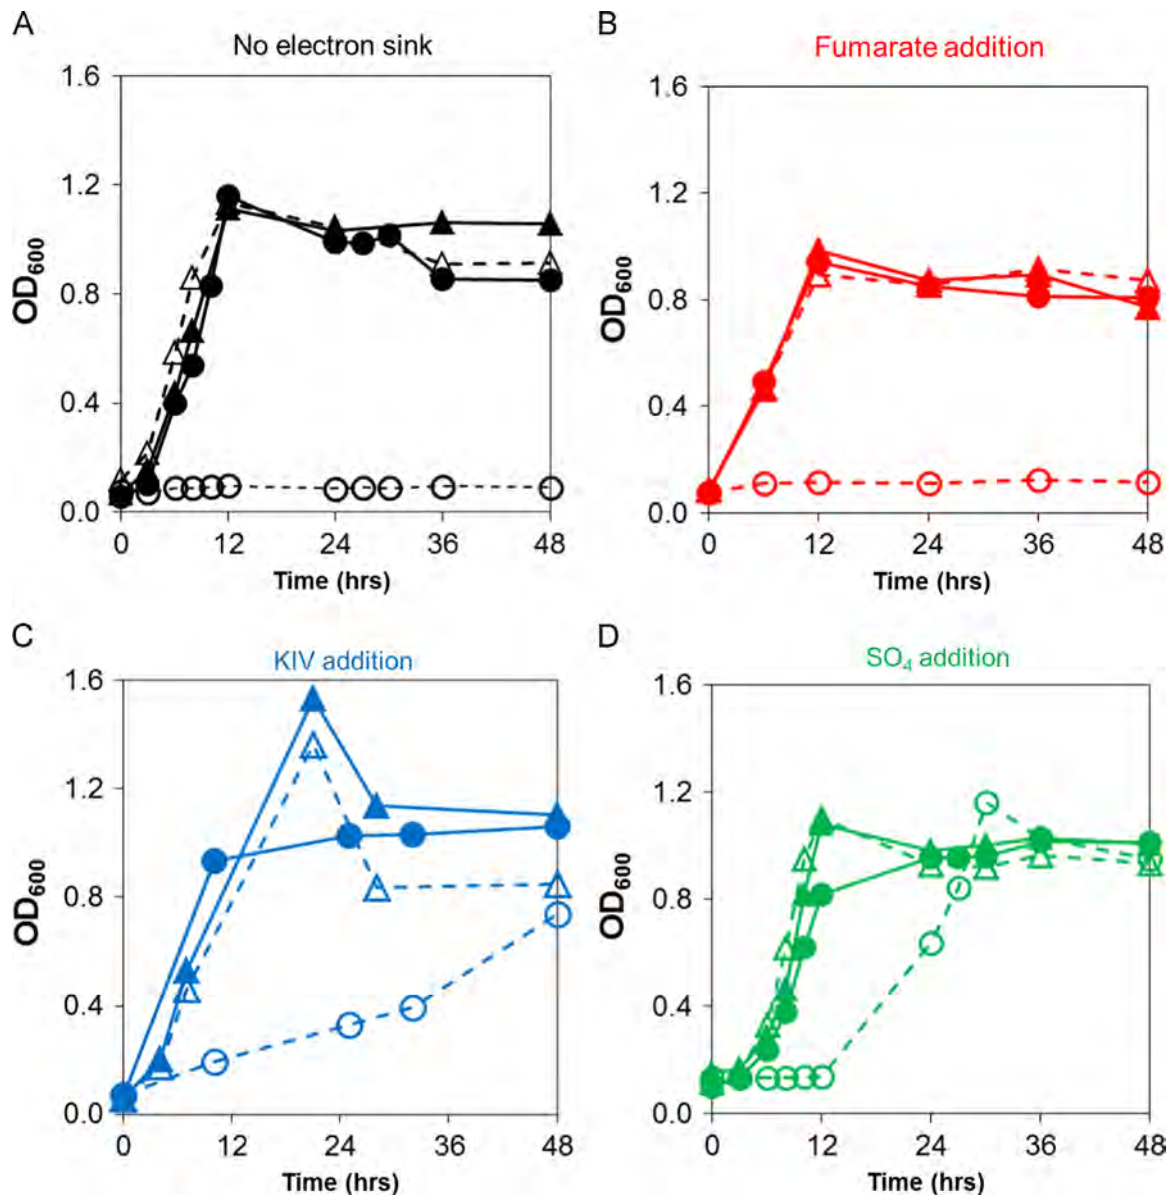 A
No electron sink
1.6
1.2
0.8
0.4
0.0
OD600
0 12 24 36 48
Time (hrs)
B
Fumarate addition
1.6
1.2
0.8
0.4
0.0
OD600
0 12 24 36 48
Time (hrs)
C
KIV addition
1.6
1.2
0.8
0.4
0.0
OD600
0 12 24 36 48
Time (hrs)
D
SO4 addition
1.6
1.2
0.8
0.4
0.0
OD600
0 12 24 36 48
Time (hrs)